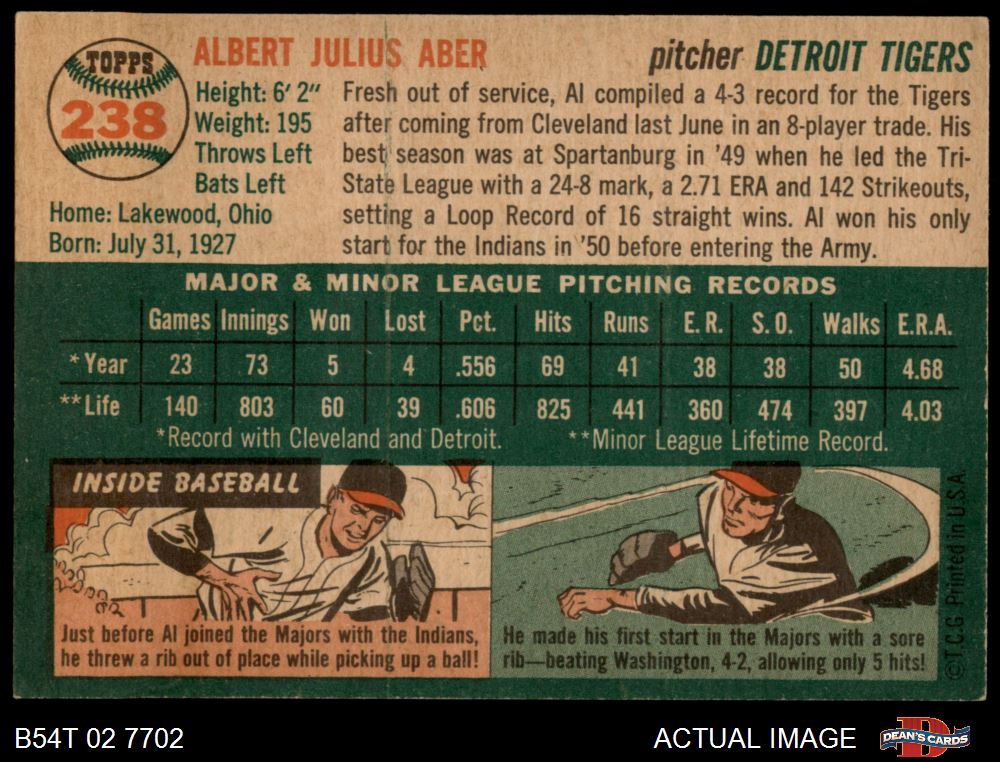 TOPPS
238
ALBERT JULIUS ABER
pitcher DETROIT TIGERS
Height: 6' 2"
Weight: 195
Throws Left
Bats Left
Home: Lakewood, Ohio
Born: July 31, 1927
Fresh out of service, Al compiled a 4-3 record for the Tigers
after coming from Cleveland last June in an 8-player trade. His
best season was at Spartanburg in '49 when he led the Tri-
State League with a 24-8 mark, a 2.71 ERA and 142 Strikeouts,
setting a Loop Record of 16 straight wins. Al won his only
start for the Indians in '50 before entering the Army.
MAJOR & MINOR LEAGUE PITCHING RECORDS
Games Innings Won Lost Pct. Hits Runs E.R. S.O. Walks E.R.A.
*Year 23 73 5 4 .556 69 41 38 38 50 4.68
**Life 140 803 60 39 .606 825 441 360 474 397 4.03
*Record with Cleveland and Detroit. **Minor League Lifetime Record.
INSIDE BASEBALL
Just before Al joined the Majors with the Indians,
he threw a rib out of place while picking up a ball!
He made his first start in the Majors with a sore
rib—beating Washington, 4-2, allowing only 5 hits!
©T.C.G. Printed in U.S.A.
B54T 02 7702
ACTUAL IMAGE
D
DEAN'S CARDS